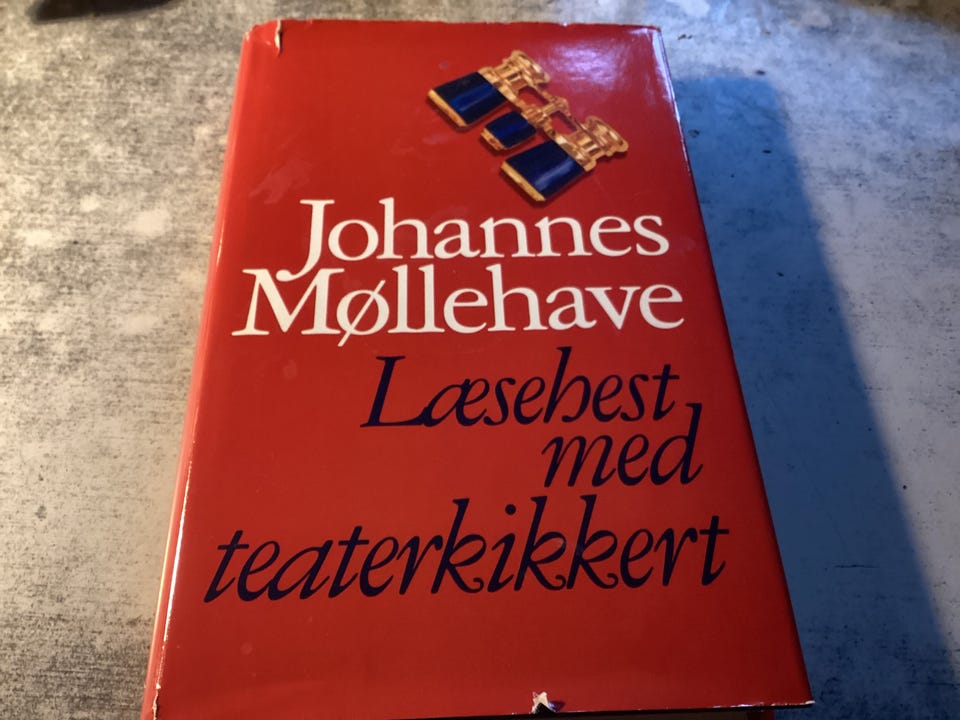 Johannes
Møllehave
Læsehest
med
teaterkikkert